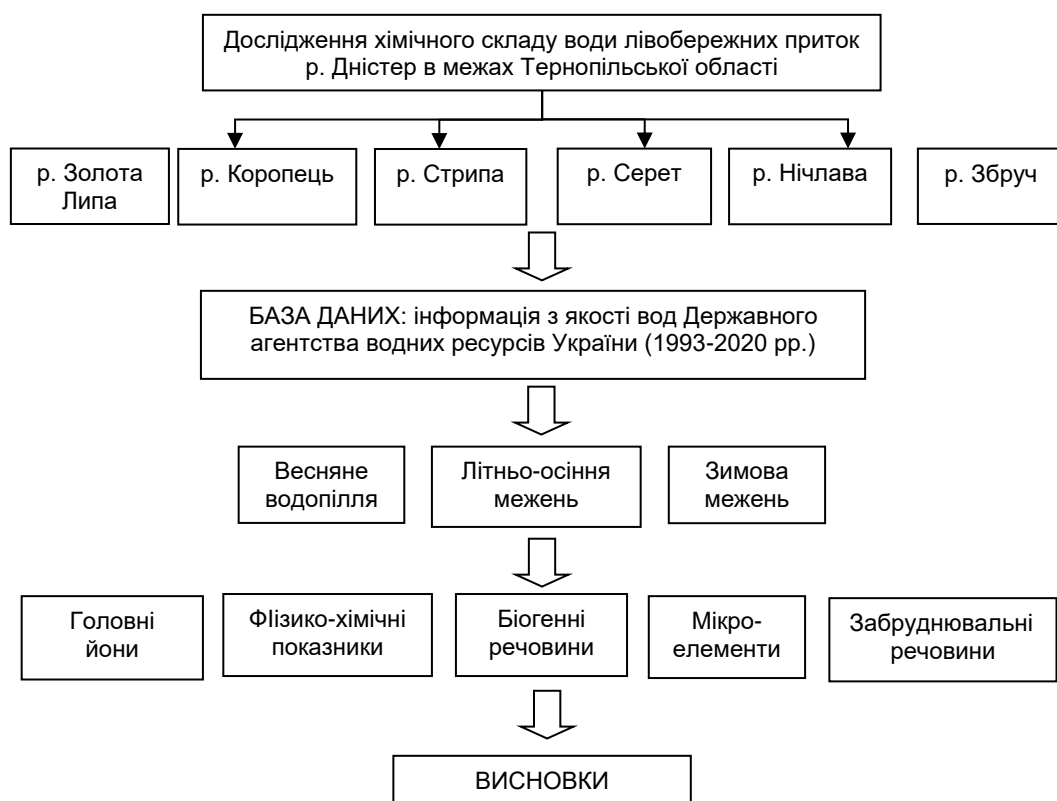 Дослідження хімічного складу води лівобережних приток
р. Дністер в межах Тернопільської області
р. Золота
Липа
р. Коропець
р. Стрипа
р. Серет
р. Нічлава
р. Збруч
БАЗА ДАНИХ: інформація з якості вод Державного
агентства водних ресурсів України (1993-2020 рр.)
Весняне
водопілля
Літньо-осіння
межень
Зимова
межень
Головні
йони
ФІізико-хімічні
показники
Біогенні
речовини
Мікро-
елементи
Забруднювальні
речовини
ВИСНОВКИ